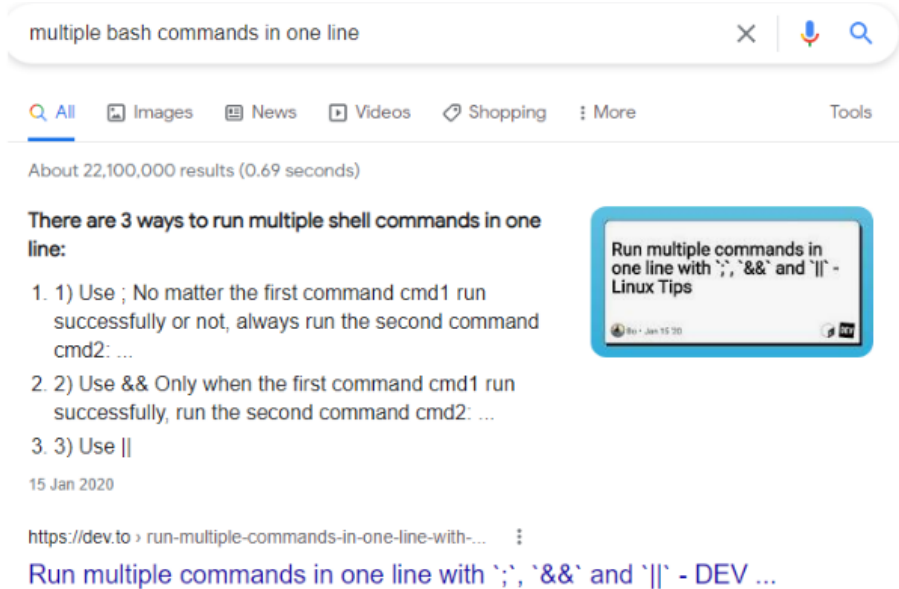 multiple bash commands in one line
All Images News Videos Shopping More Tools
About 22,100,000 results (0.69 seconds)
There are 3 ways to run multiple shell commands in one
line:
1. 1) Use ; No matter the first command cmd1 run
successfully or not, always run the second command
cmd2: ...
2. 2) Use && Only when the first command cmd1 run
successfully, run the second command cmd2: ...
3. 3) Use ||
15 Jan 2020
Run multiple commands in
one line with `;`, `&&` and `||` -
Linux Tips
Bo • Jan 15 '20
DEV
https://dev.to › run-multiple-commands-in-one-line-with-...
Run multiple commands in one line with `;`, `&&` and `||` - DEV ...